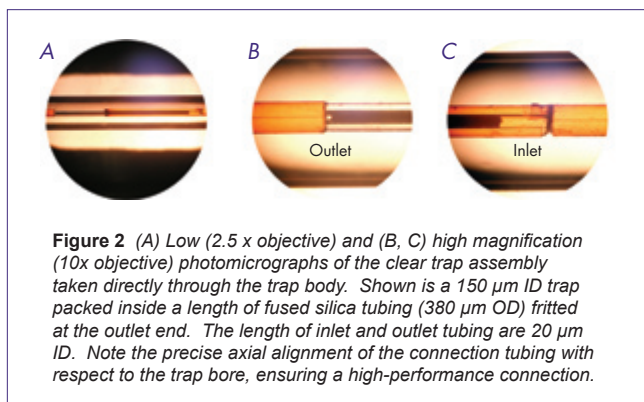 A B C
Outlet Inlet
Figure 2 (A) Low (2.5 x objective) and (B, C) high magnification
(10x objective) photomicrographs of the clear trap assembly
taken directly through the trap body. Shown is a 150 µm ID trap
packed inside a length of fused silica tubing (380 µm OD) fritted
at the outlet end. The length of inlet and outlet tubing are 20 µm
ID. Note the precise axial alignment of the connection tubing with
respect to the trap bore, ensuring a high-performance connection.